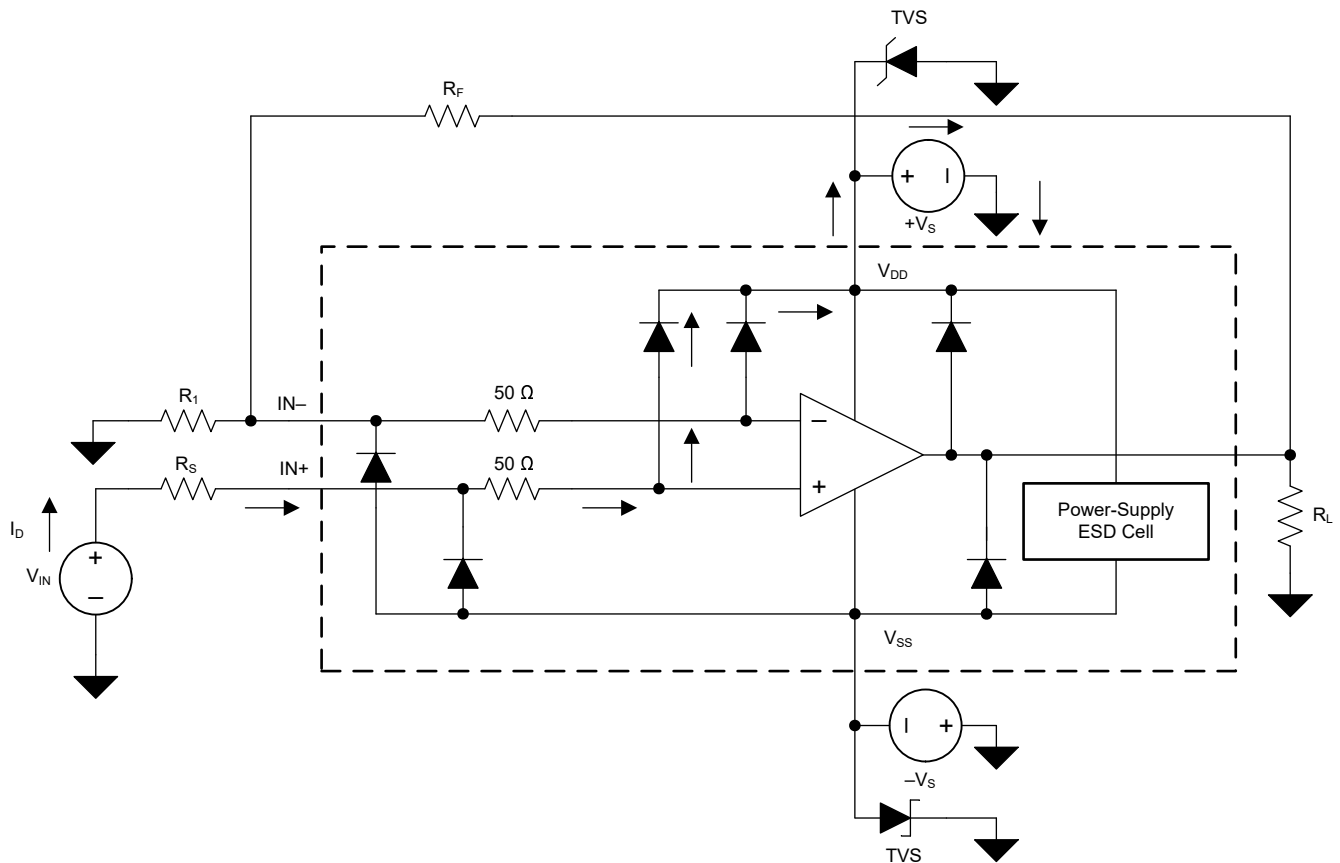 TVS
R_F
+ –
+V_S
V_DD
R_1
IN–
50 Ω
–
R_S
IN+
50 Ω
+
Power-Supply
ESD Cell
R_L
I_D
+
V_IN
–
V_SS
– +
–V_S
TVS